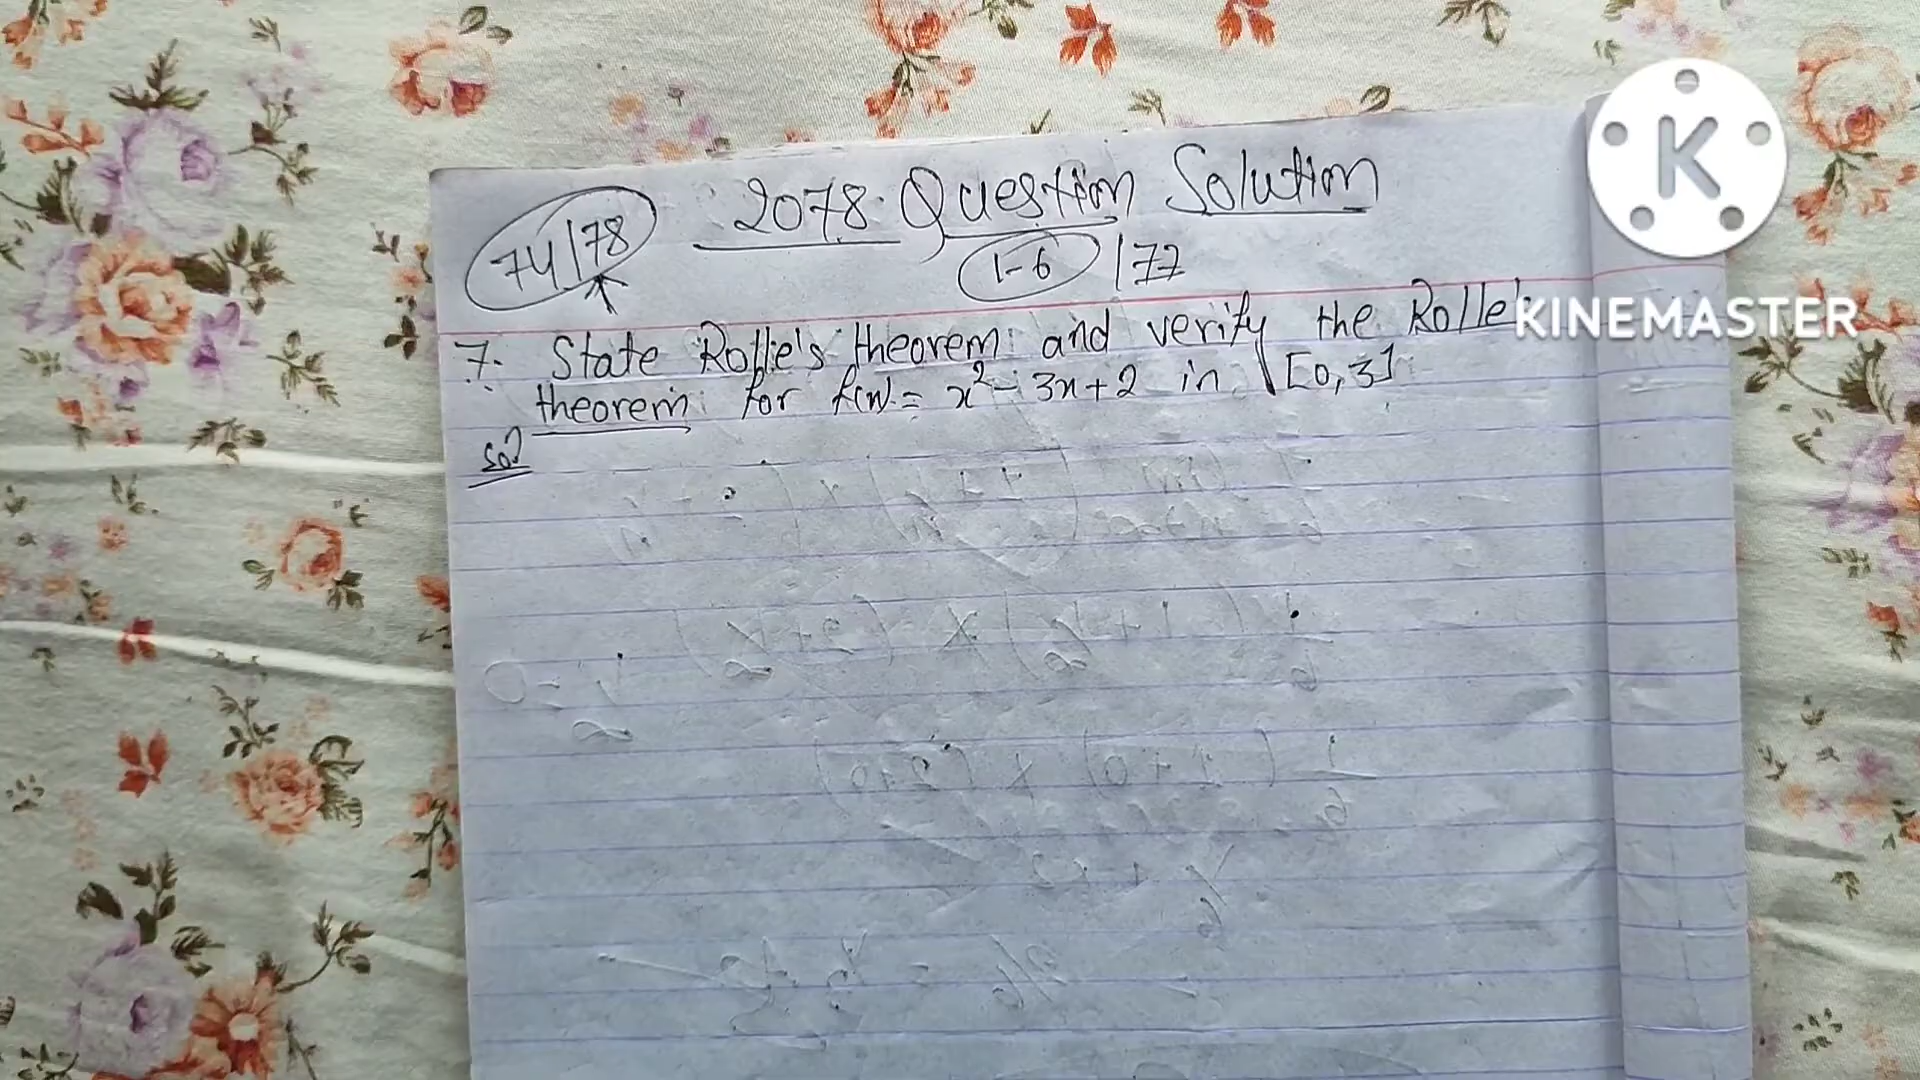 2078 Question Solution
74/78
1-6 /77
7. State Rolle's theorem and verify the Rolle's
theorem for f(x) = x² - 3x + 2 in [0,3]
Sol
K
KINEMASTER